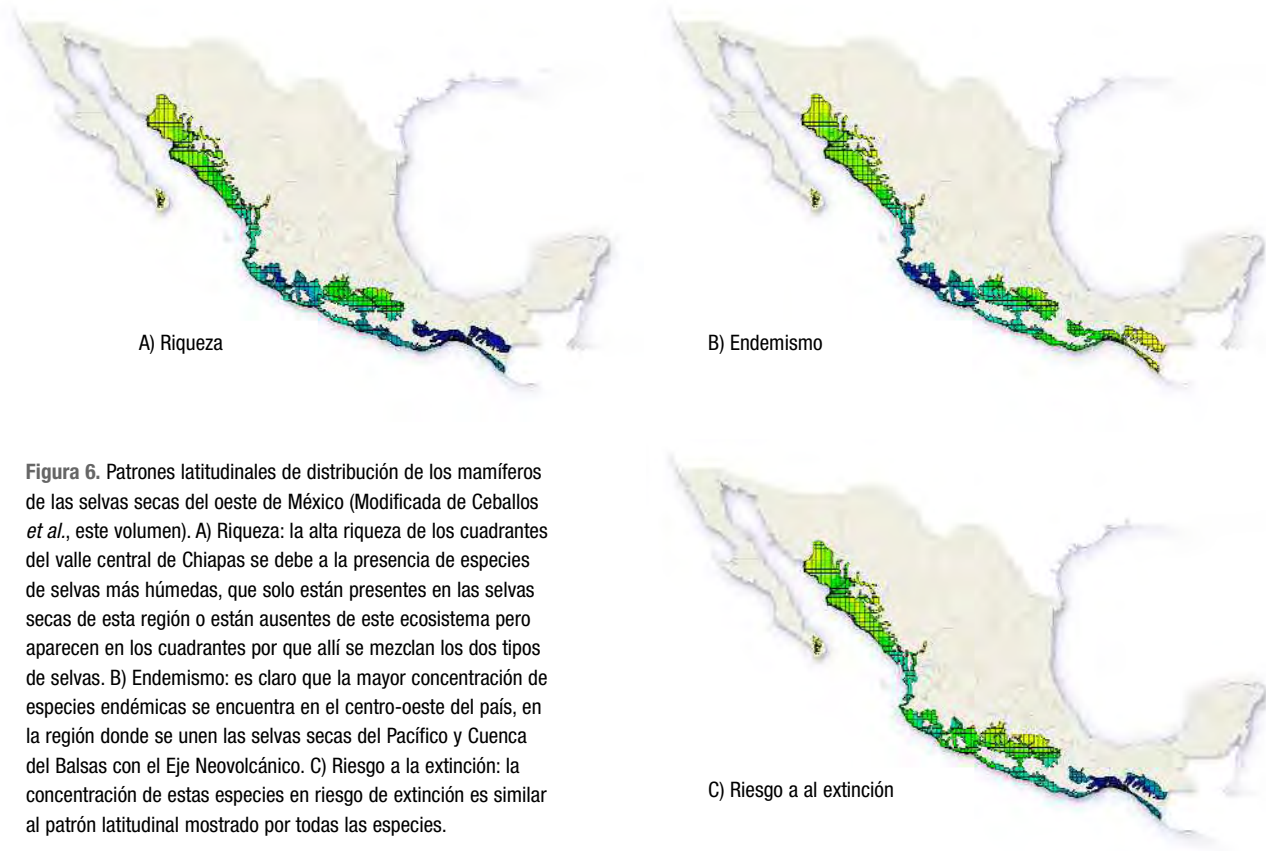 A) Riqueza
B) Endemismo
Figura 6. Patrones latitudinales de distribución de los mamíferos
de las selvas secas del oeste de México (Modificada de Ceballos
et al., este volumen). A) Riqueza: la alta riqueza de los cuadrantes
del valle central de Chiapas se debe a la presencia de especies
de selvas más húmedas, que solo están presentes en las selvas
secas de esta región o están ausentes de este ecosistema pero
aparecen en los cuadrantes por que allí se mezclan los dos tipos
de selvas. B) Endemismo: es claro que la mayor concentración de
especies endémicas se encuentra en el centro-oeste del país, en
la región donde se unen las selvas secas del Pacífico y Cuenca
del Balsas con el Eje Neovolcánico. C) Riesgo a la extinción: la
concentración de estas especies en riesgo de extinción es similar
al patrón latitudinal mostrado por todas las especies.
C) Riesgo a al extinción